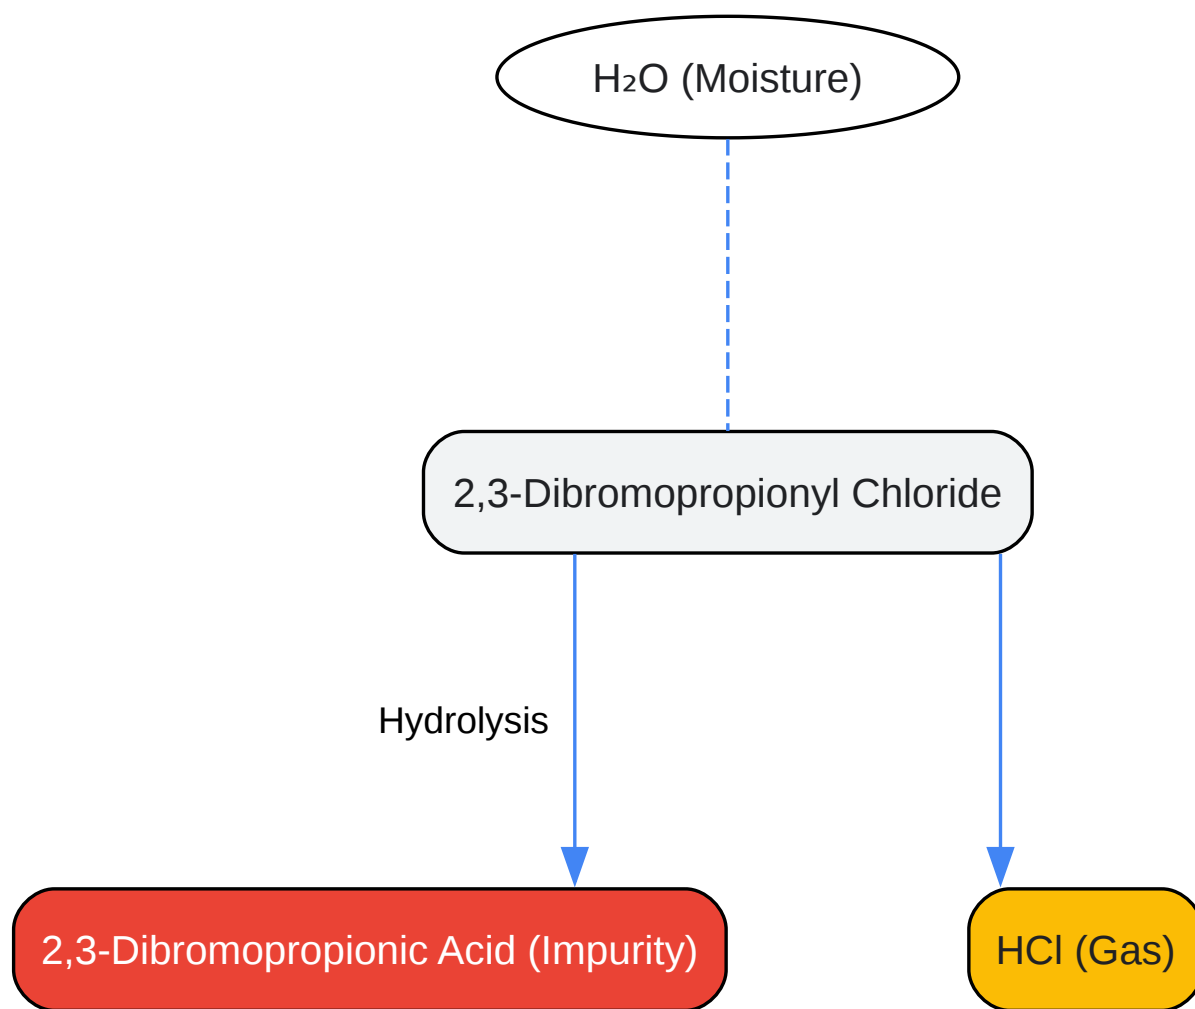 H₂O (Moisture)
2,3-Dibromopropionyl Chloride
Hydrolysis
2,3-Dibromopropionic Acid (Impurity)
HCl (Gas)